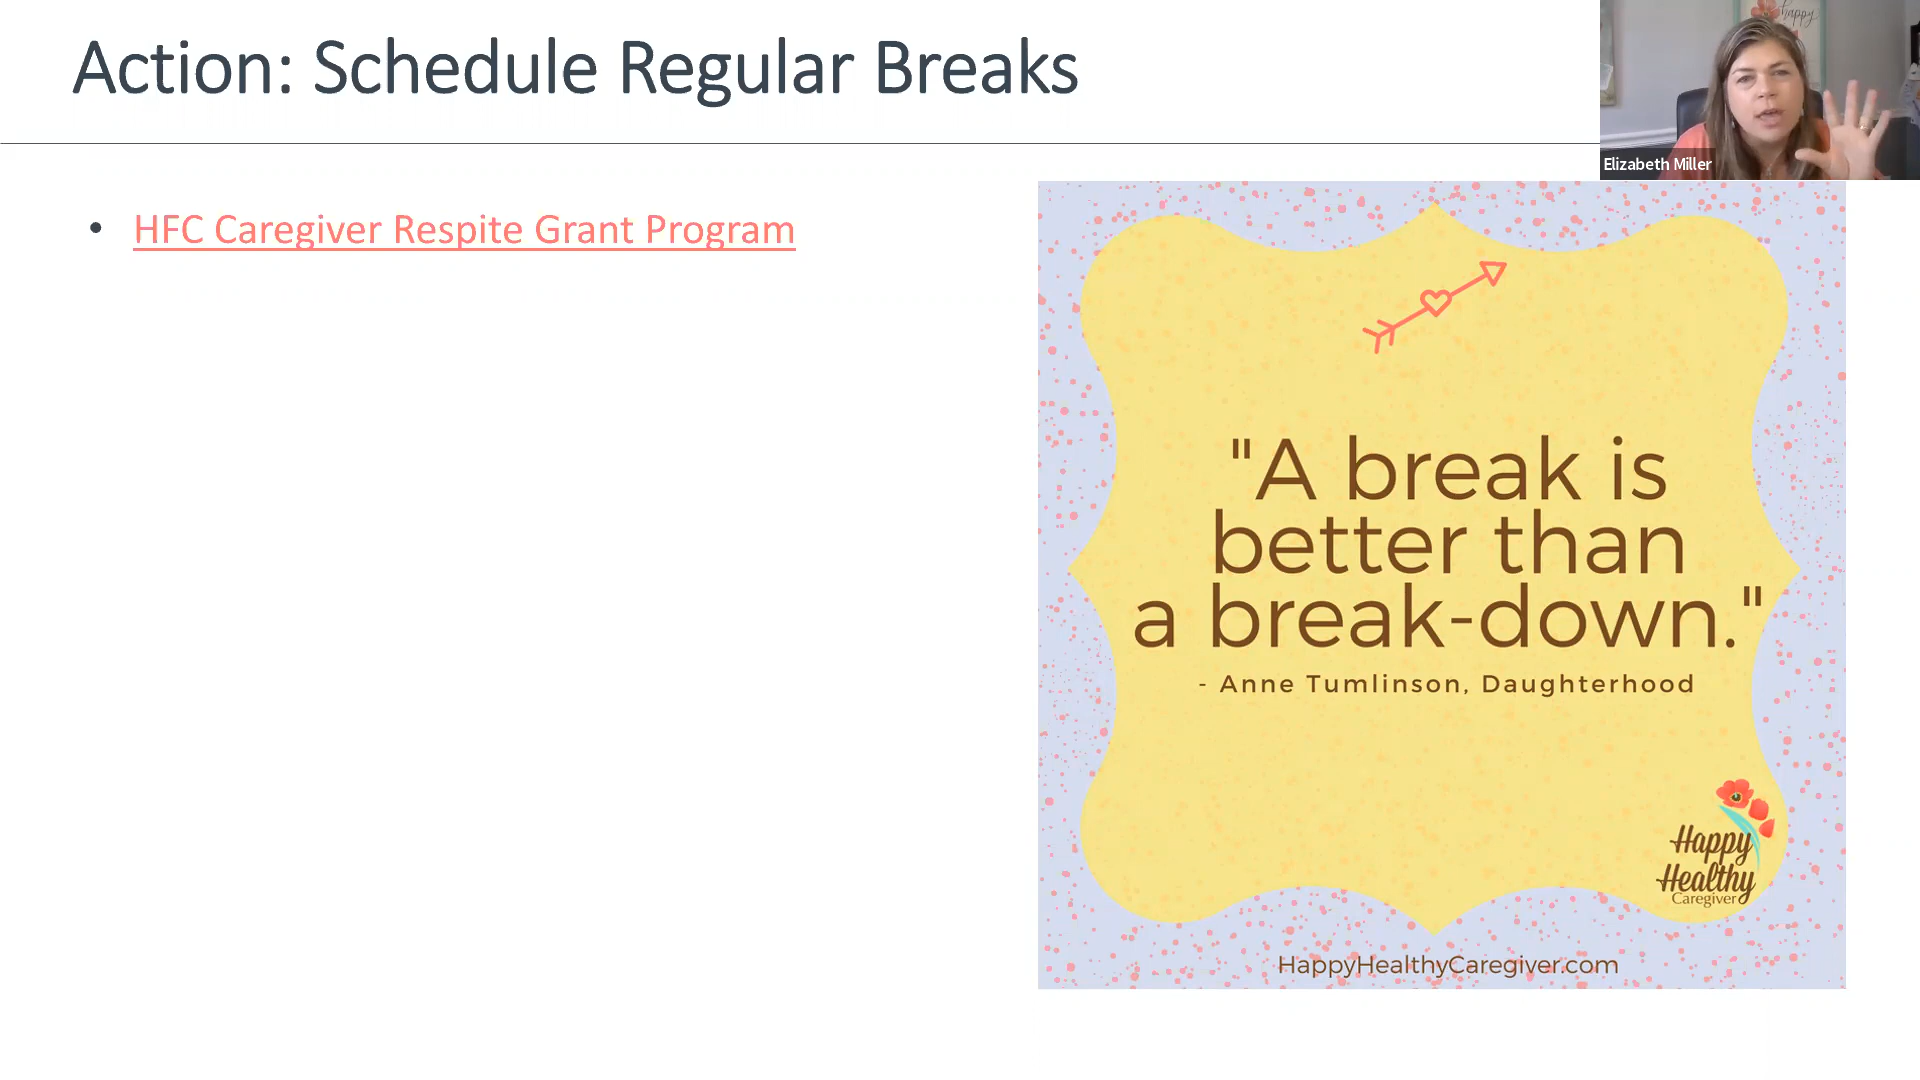 Action: Schedule Regular Breaks
happy
Elizabeth Miller
• HFC Caregiver Respite Grant Program
"A break is
better than
a break-down."
- Anne Tumlinson, Daughterhood
Happy
Healthy
Caregiver
HappyHealthyCaregiver.com